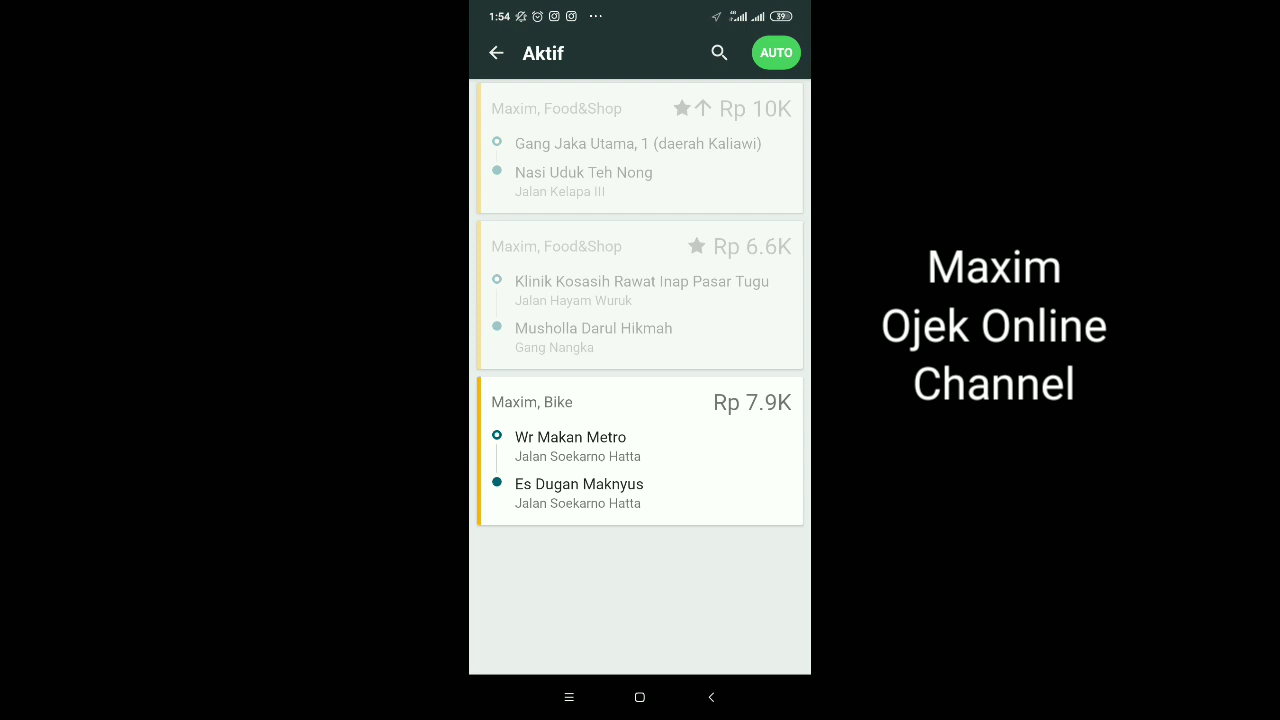 1:54
4G
39
Aktif
AUTO
Maxim, Food&Shop
Rp 10K
Gang Jaka Utama, 1 (daerah Kaliawi)
Nasi Uduk Teh Nong
Jalan Kelapa III
Maxim, Food&Shop
Rp 6.6K
Klinik Kosasih Rawat Inap Pasar Tugu
Jalan Hayam Wuruk
Musholla Darul Hikmah
Gang Nangka
Maxim, Bike
Rp 7.9K
Wr Makan Metro
Jalan Soekarno Hatta
Es Dugan Maknyus
Jalan Soekarno Hatta
Maxim
Ojek Online
Channel